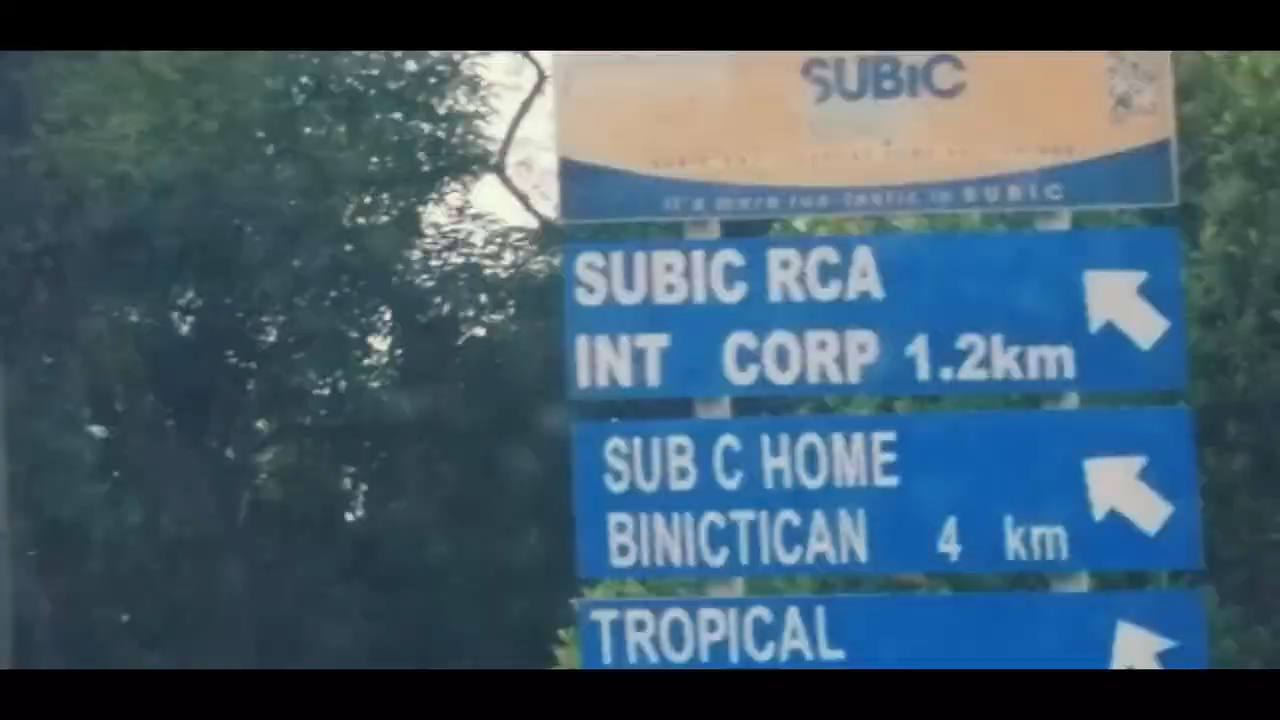 SUBiC
it's more fun-tastic in SUBIC
SUBIC RCA
INT CORP 1.2km
SUB C HOME
BINICTICAN 4 km
TROPICAL